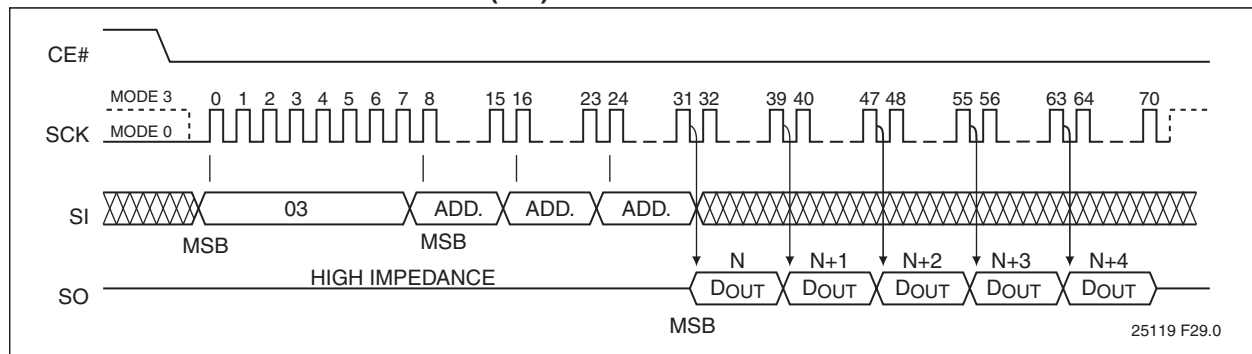 CE#
MODE 3
0 1 2 3 4 5 6 7 8 15 16 23 24 31 32 39 40 47 48 55 56 63 64 70
SCK
MODE 0
SI
03 ADD. ADD. ADD.
MSB MSB
HIGH IMPEDANCE
N N+1 N+2 N+3 N+4
SO
DOUT DOUT DOUT DOUT DOUT
MSB
25119 F29.0